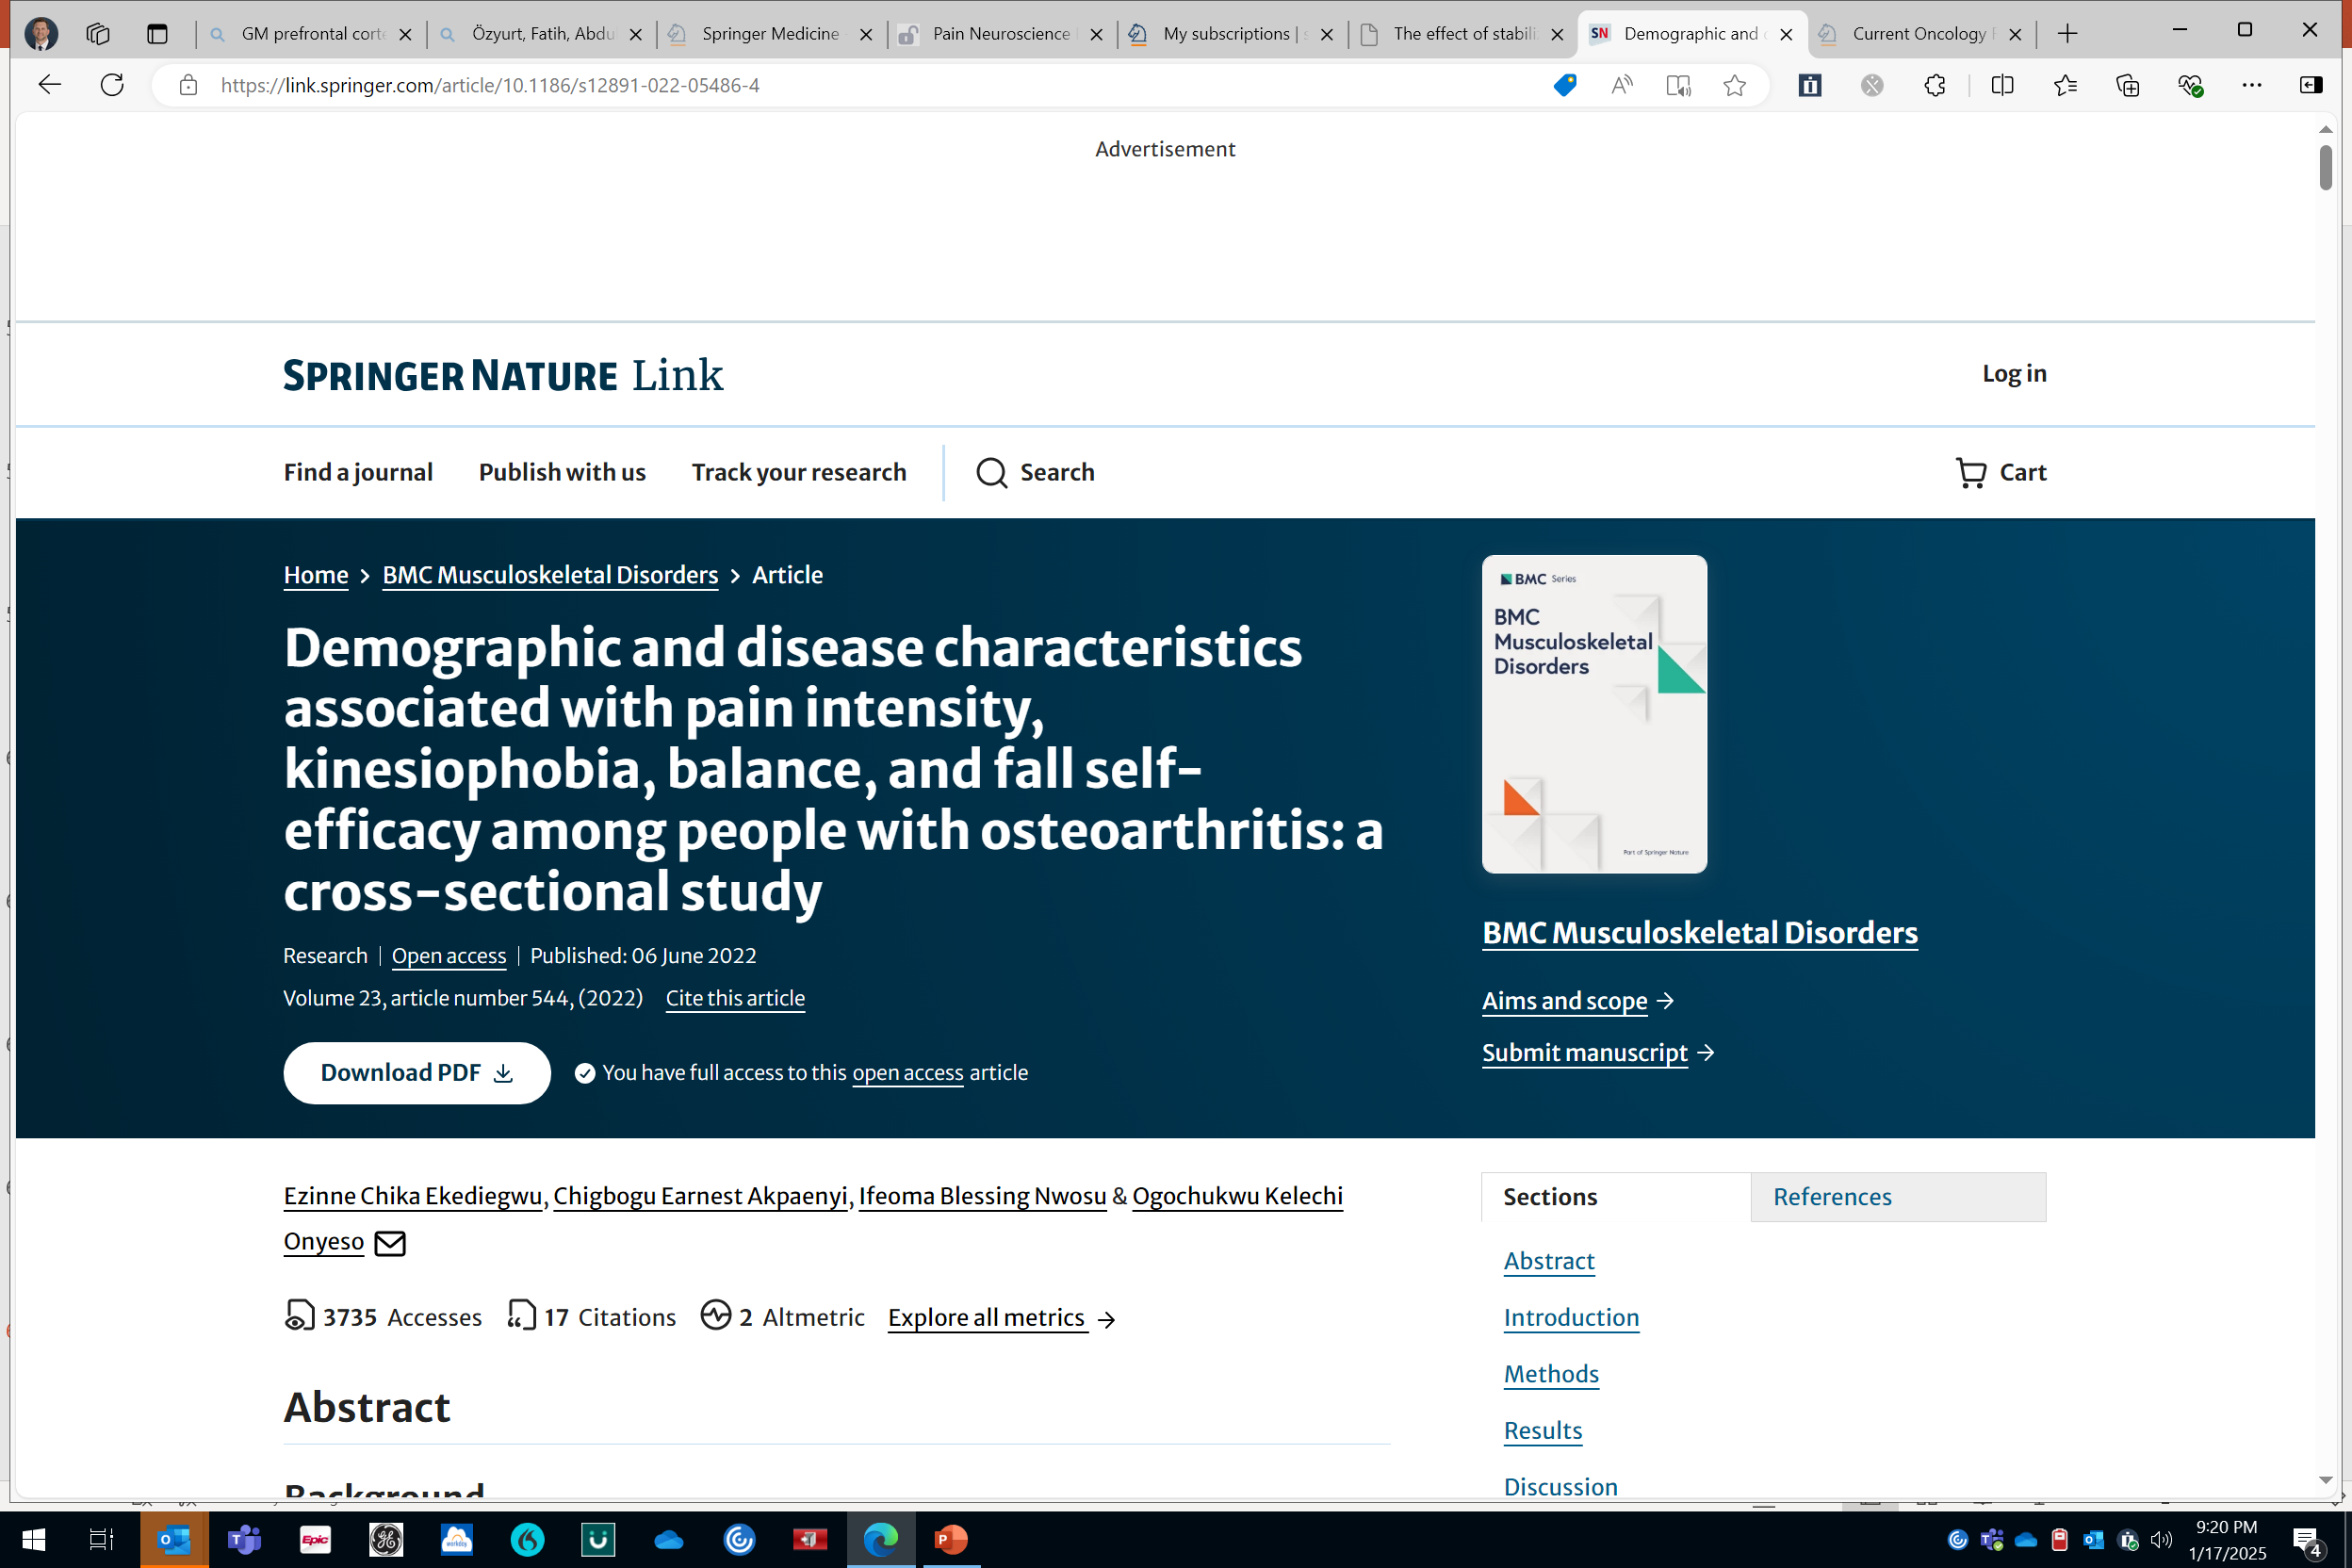 GM prefrontal corte
Özyurt, Fatih, Abdu
Springer Medicine
Pain Neuroscience
My subscriptions |
The effect of stabili
Demographic and
Current Oncology
https://link.springer.com/article/10.1186/s12891-022-05486-4
Advertisement
SPRINGER NATURE Link
Log in
Find a journal
Publish with us
Track your research
Search
Cart
Home > BMC Musculoskeletal Disorders > Article
Demographic and disease characteristics
associated with pain intensity,
kinesiophobia, balance, and fall self-
efficacy among people with osteoarthritis: a
cross-sectional study
Research | Open access | Published: 06 June 2022
Volume 23, article number 544, (2022) Cite this article
Download PDF
You have full access to this open access article
BMC Series
BMC
Musculoskeletal
Disorders
Part of Springer Nature
BMC Musculoskeletal Disorders
Aims and scope →
Submit manuscript →
Ezinne Chika Ekediegwu, Chigbogu Earnest Akpaenyi, Ifeoma Blessing Nwosu & Ogochukwu Kelechi
Onyeso
3735 Accesses 17 Citations 2 Altmetric Explore all metrics →
Abstract
Background
Sections
References
Abstract
Introduction
Methods
Results
Discussion
Epic
9:20 PM
1/17/2025
4